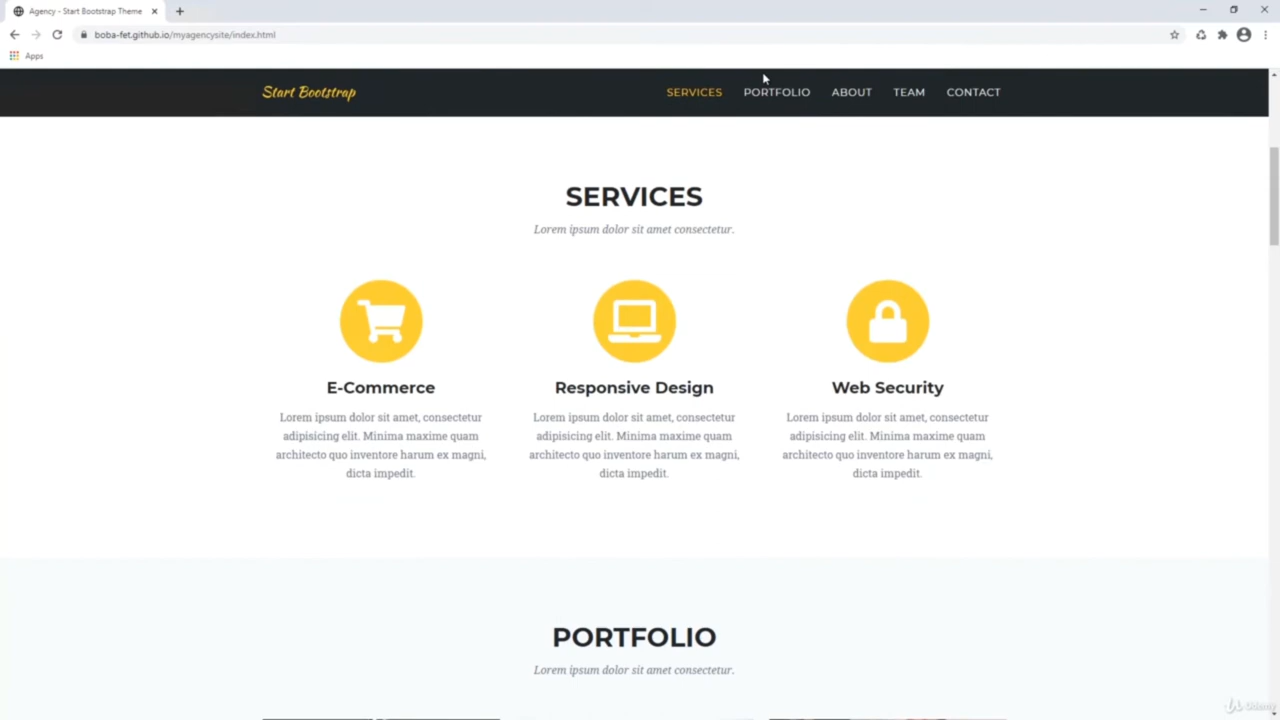 Agency - Start Bootstrap Theme
boba-fet.github.io/myagencysite/index.html
Apps
Start Bootstrap
SERVICES PORTFOLIO ABOUT TEAM CONTACT
SERVICES
Lorem ipsum dolor sit amet consectetur.
E-Commerce
Lorem ipsum dolor sit amet, consectetur
adipisicing elit. Minima maxime quam
architecto quo inventore harum ex magni,
dicta impedit.
Responsive Design
Lorem ipsum dolor sit amet, consectetur
adipisicing elit. Minima maxime quam
architecto quo inventore harum ex magni,
dicta impedit.
Web Security
Lorem ipsum dolor sit amet, consectetur
adipisicing elit. Minima maxime quam
architecto quo inventore harum ex magni,
dicta impedit.
PORTFOLIO
Lorem ipsum dolor sit amet consectetur.
Udemy